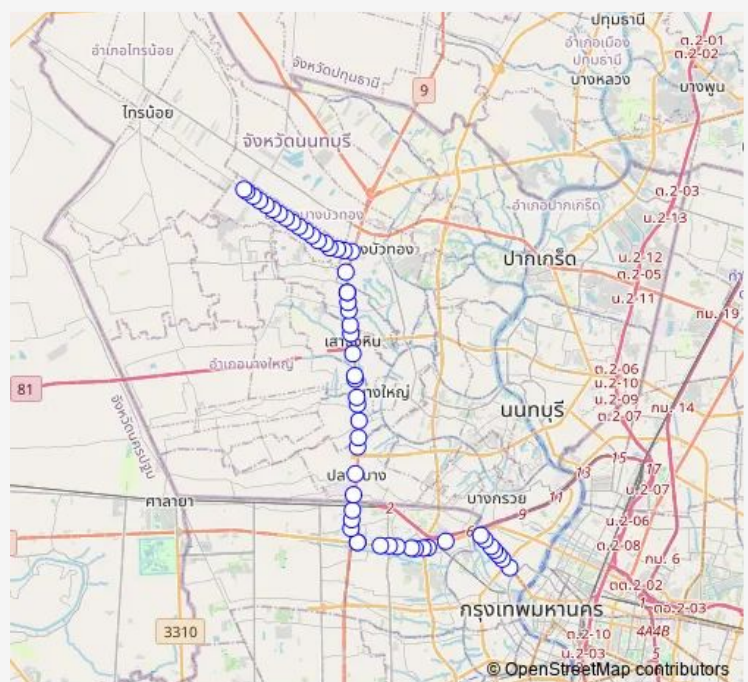 ปทุมธานี
อำเภอไทรน้อย
จังหวัดปทุมธานี
อำเภอเมือง
ปทุมธานี
บางหลวง
ต.2-01
ต.2-02
บางพูน
9
ไทรน้อย
จังหวัดนนทบุรี
ต.2-03
น.2-13
อำเภอปากเกร็ด
บางบัวทอง
งบัวทอง
ปากเกร็ด
น.2-12
ต.2-05
น.2-11
กม. 19
เสาธงหิน
อำเภอบางใหญ่
81
างใหญ่
ต.2-06
น.2-10
น.2-09
ต.2-07
กม. 14
นนทบุรี
จังหวัดนครปฐม
15
13
17
น.2-07
ปลายบาง
บางกรวย
11
9
ศาลายา
2
6
น.2-06
ต.2-08
กม. 6
ตต.2-02
1
ตอ.2-03
กรุงเทพมหานคร
3310
ต.2-10
น.2-03
4A4B
5
© OpenStreetMap contributors